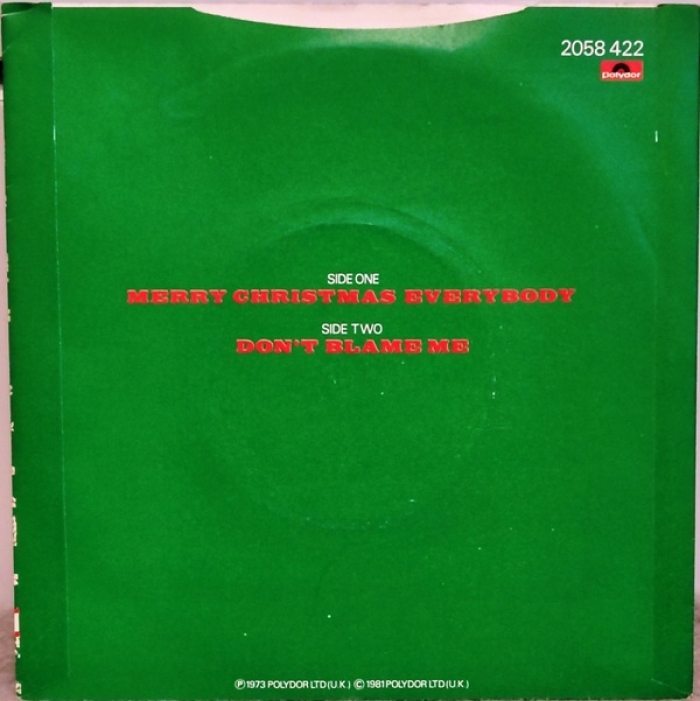 2058 422
polydor
SIDE ONE
MERRY CHRISTMAS EVERYBODY
SIDE TWO
DON'T BLAME ME
Ⓟ 1973 POLYDOR LTD (U.K.) © 1981 POLYDOR LTD (U.K.)